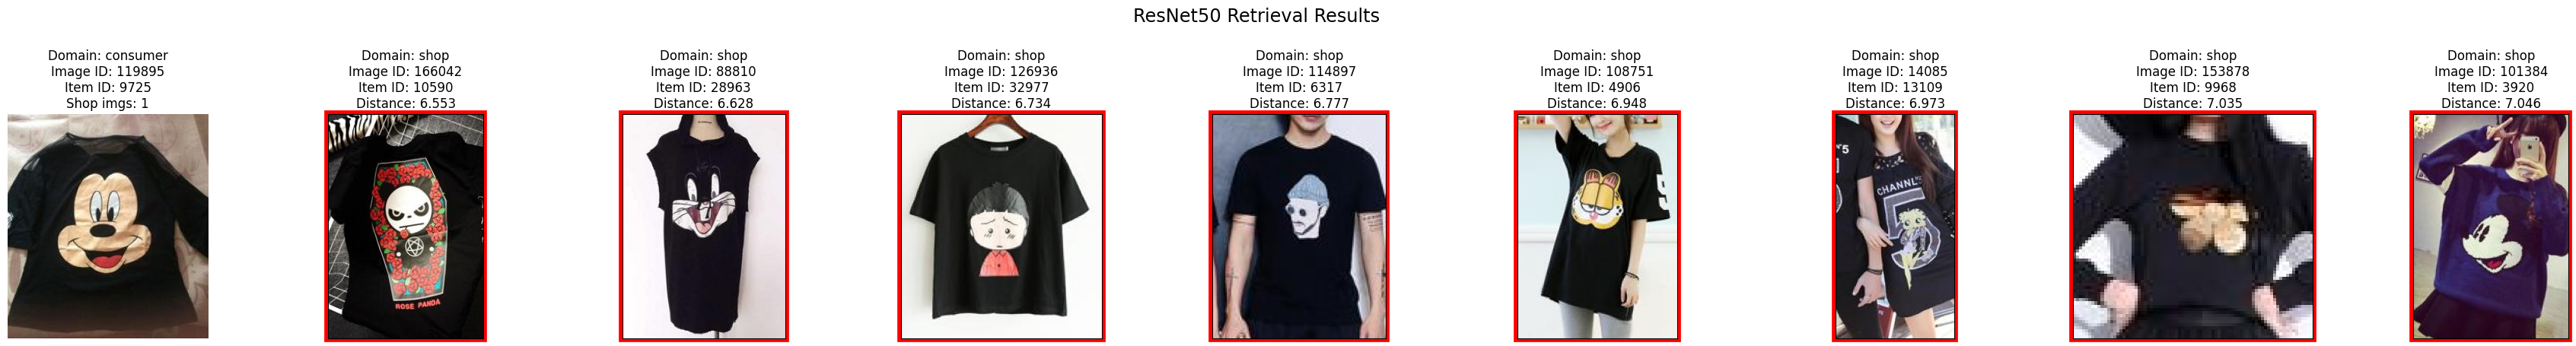 ResNet50 Retrieval Results
Domain: consumer
Image ID: 119895
Item ID: 9725
Shop imgs: 1
Domain: shop
Image ID: 166042
Item ID: 10590
Distance: 6.553
ROSE PANDA
Domain: shop
Image ID: 88810
Item ID: 28963
Distance: 6.628
Domain: shop
Image ID: 126936
Item ID: 32977
Distance: 6.734
Domain: shop
Image ID: 114897
Item ID: 6317
Distance: 6.777
Domain: shop
Image ID: 108751
Item ID: 4906
Distance: 6.948
9
Domain: shop
Image ID: 14085
Item ID: 13109
Distance: 6.973
5
CHANNL
5
Domain: shop
Image ID: 153878
Item ID: 9968
Distance: 7.035
Domain: shop
Image ID: 101384
Item ID: 3920
Distance: 7.046